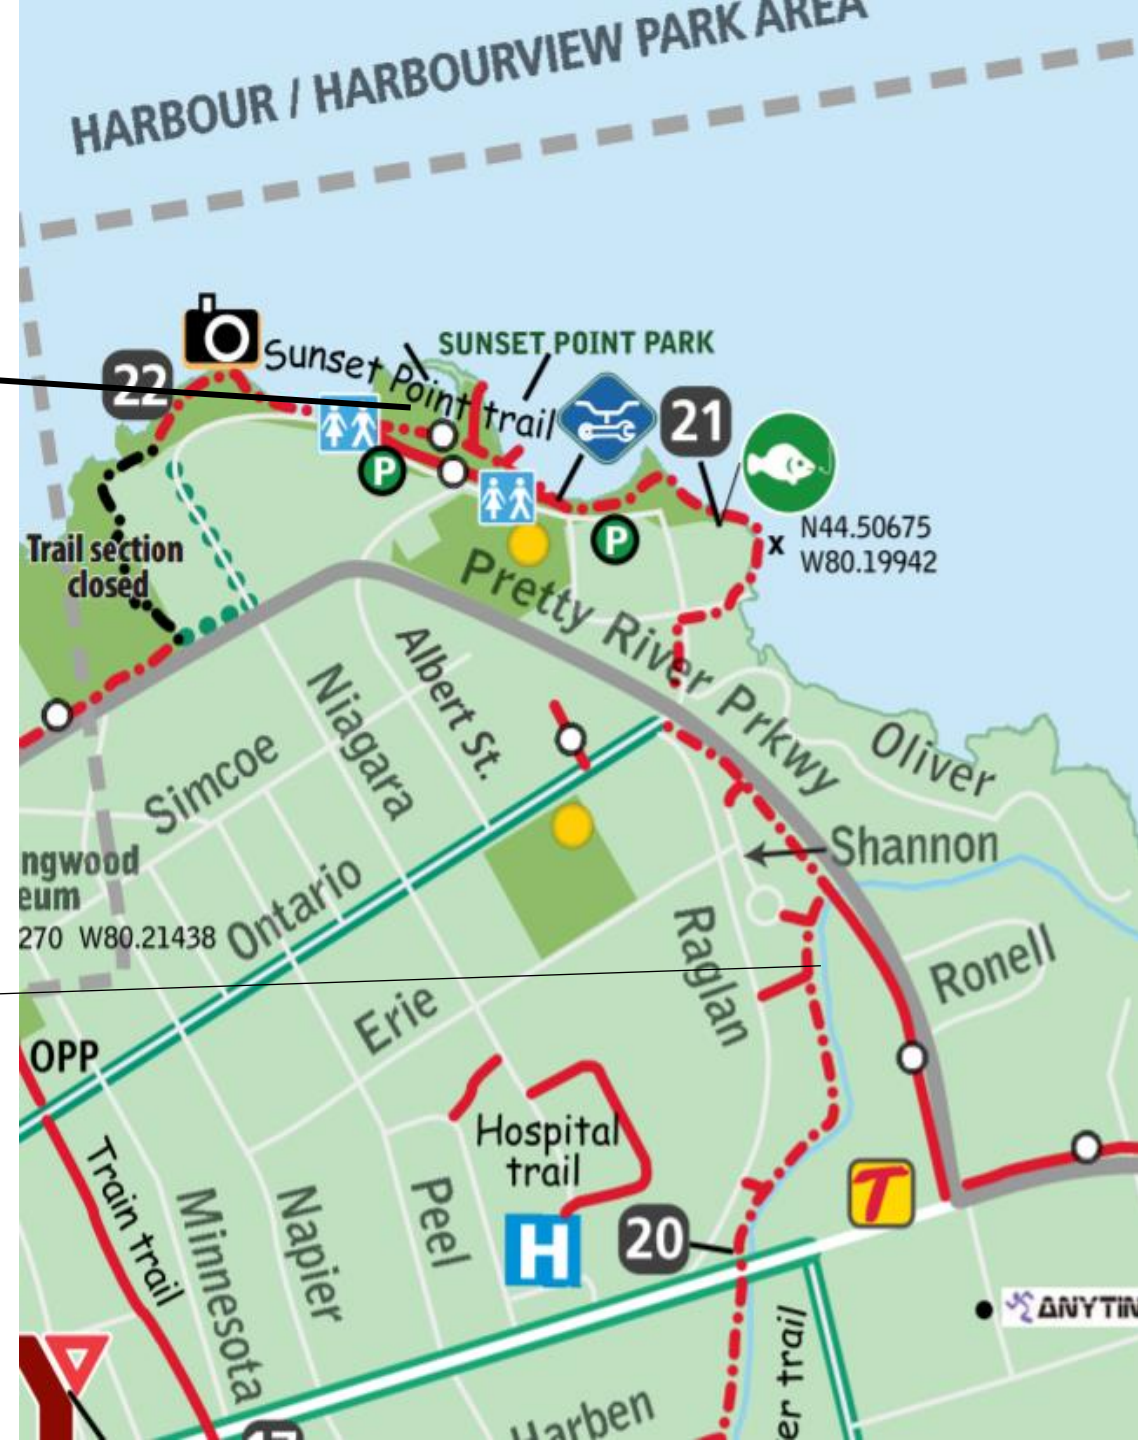 HARBOUR / HARBOURVIEW PARK AREA
SUNSET POINT PARK
Sunset Point trail
22
21
P
P
N44.50675
x
W80.19942
Trail section
closed
Pretty River Prkwy
Albert St.
Niagara
Simcoe
Oliver
Shannon
ngwood
eum
270 W80.21438
Ontario
Raglan
Ronell
Erie
OPP
Hospital
trail
Train trail
Minnesota
Napier
Peel
H
20
T
ANYTIM
er trail
Harben
17